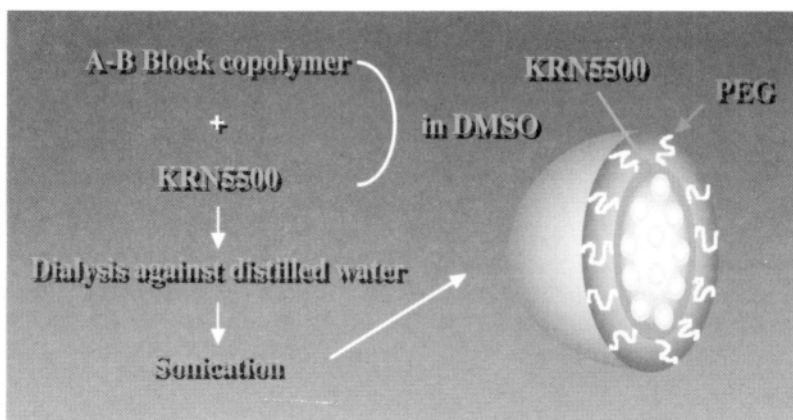 A-B Block copolymer
+
in DMSO
KRN5500
Dialysis against distilled water
Sonication
KRN5500
PEG